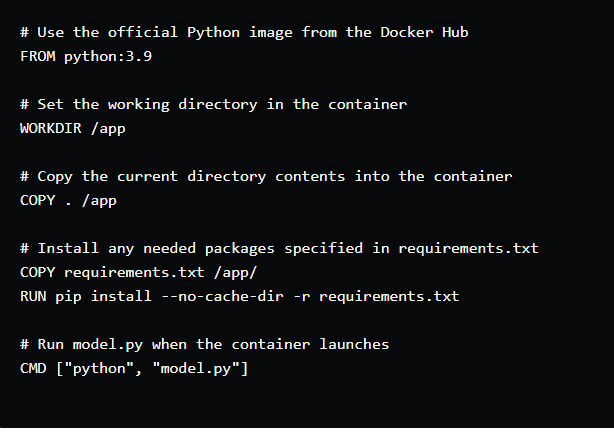 # Use the official Python image from the Docker Hub
FROM python:3.9
# Set the working directory in the container
WORKDIR /app
# Copy the current directory contents into the container
COPY . /app
# Install any needed packages specified in requirements.txt
COPY requirements.txt /app/
RUN pip install --no-cache-dir -r requirements.txt
# Run model.py when the container launches
CMD ["python", "model.py"]